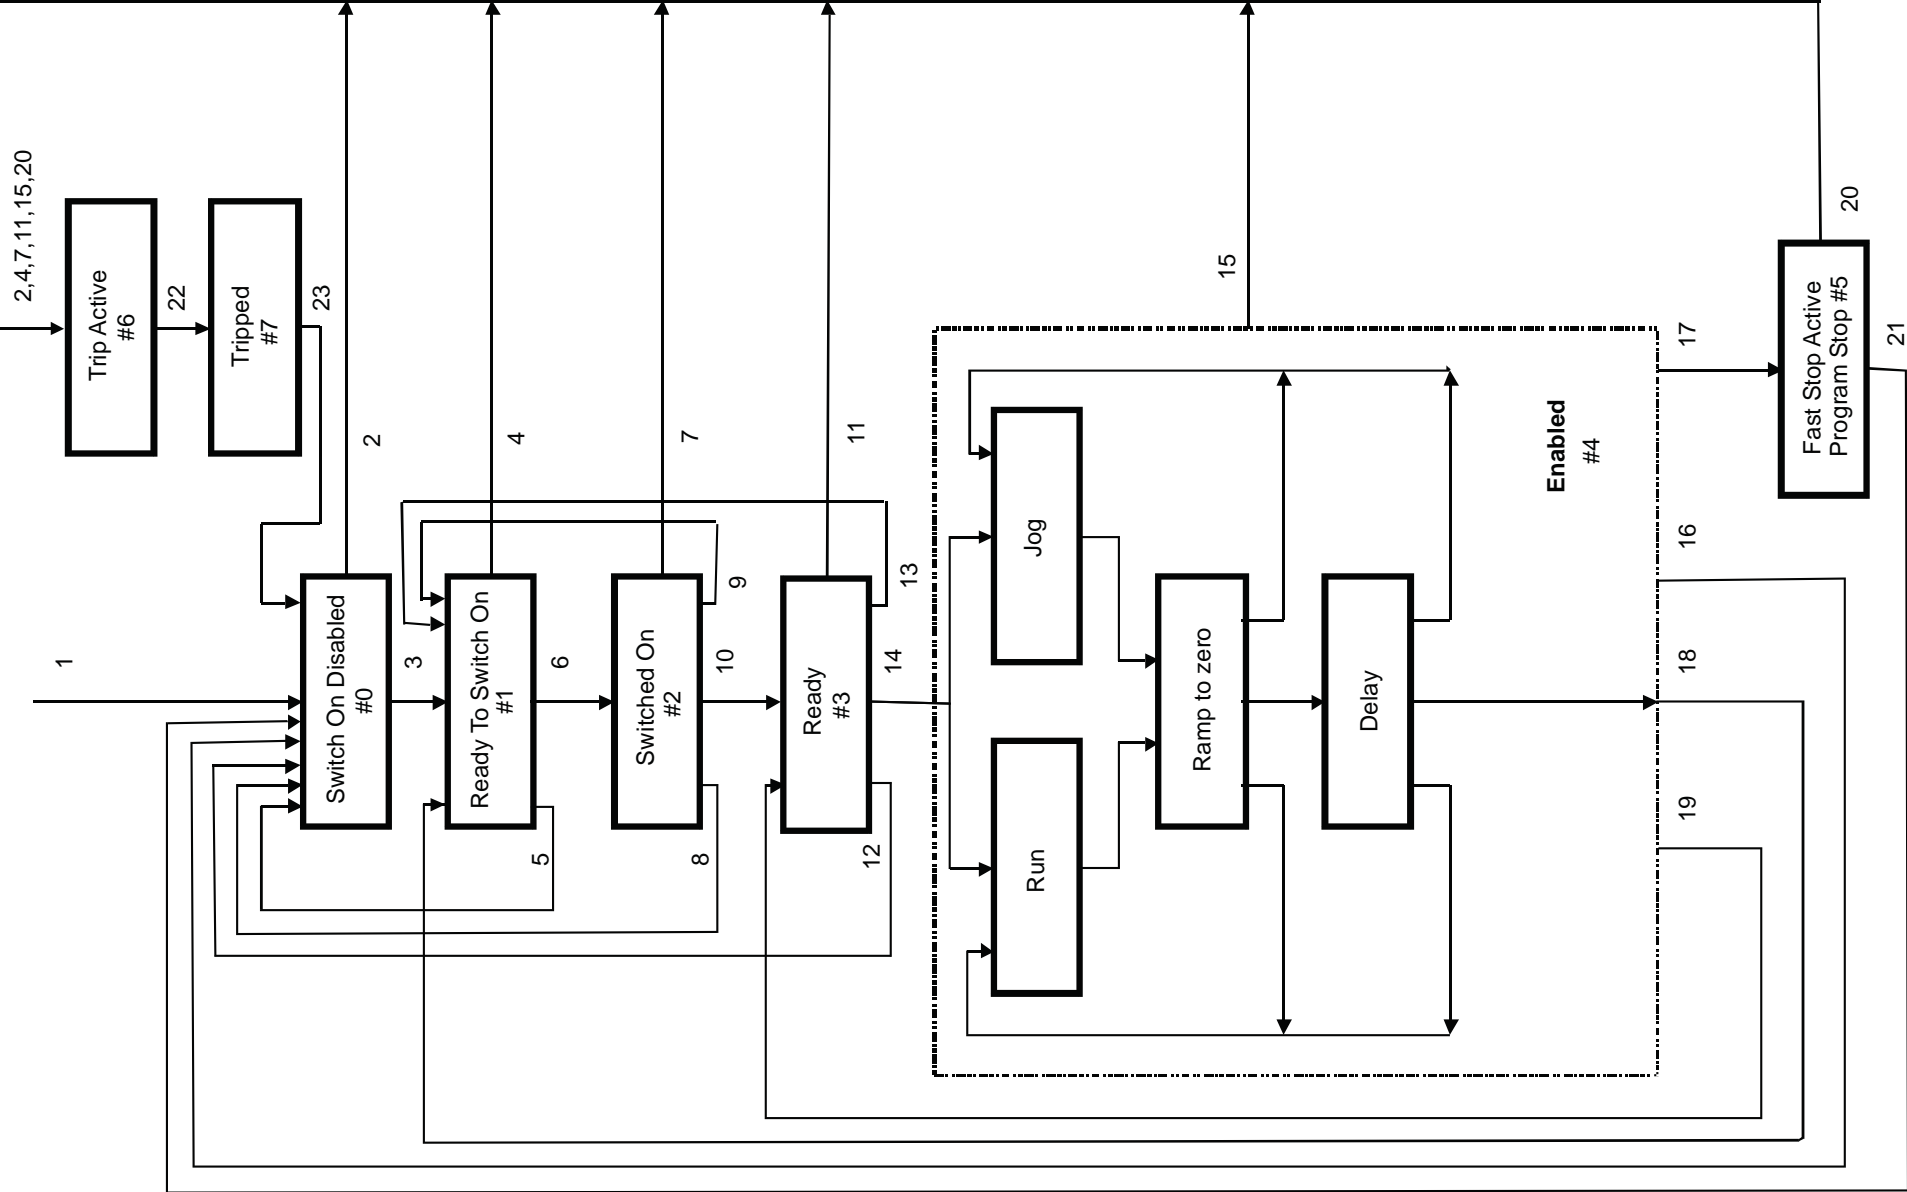 2,4,7,11,15,20
Trip Active
#6
22
Tripped
#7
23
1
Switch On Disabled
#0
2
3
Ready To Switch On
#1
4
5
6
Switched On
#2
7
8
9
10
Ready
#3
11
12
13
14
15
Run
Jog
Ramp to zero
Delay
Enabled
#4
17
16
18
19
Fast Stop Active
Program Stop #5
20
21